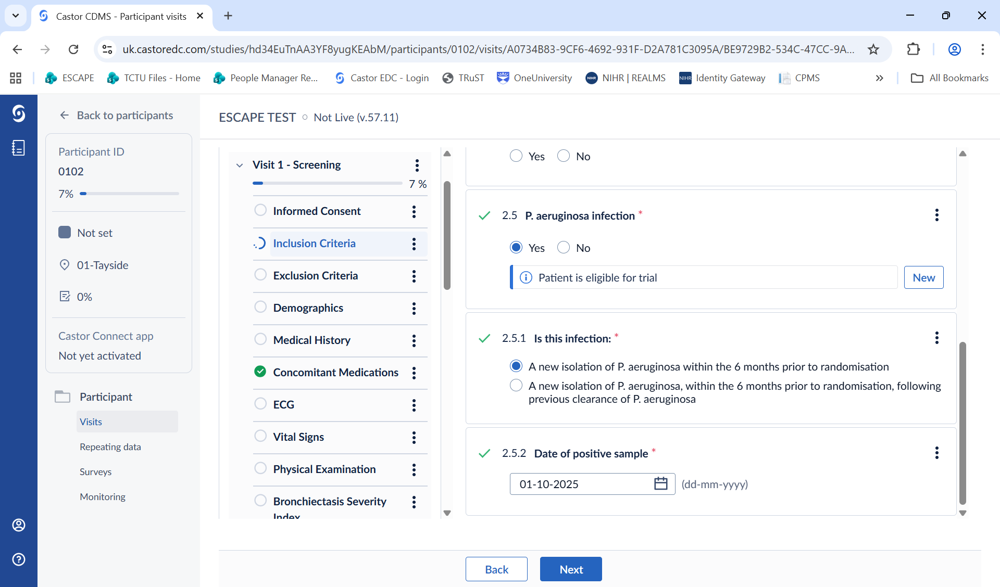 Castor CDMS - Participant visits
uk.castoredc.com/studies/hd34EuTnAA3YF8yugKEAbM/participants/0102/visits/A0734B83-9CF6-4692-931F-D2A781C3095A/BE9729B2-534C-47CC-9A...
ESCAPE
TCTU Files - Home
People Manager Re...
Castor EDC - Login
TRuST
OneUniversity
NIHR | REALMS
Identity Gateway
CPMS
All Bookmarks
Back to participants
Participant ID
0102
7%
Not set
01-Tayside
0%
Castor Connect app
Not yet activated
Participant
Visits
Repeating data
Surveys
Monitoring
ESCAPE TEST
Not Live (v.57.11)
Visit 1 - Screening
7 %
Informed Consent
Inclusion Criteria
Exclusion Criteria
Demographics
Medical History
Concomitant Medications
ECG
Vital Signs
Physical Examination
Bronchiectasis Severity
Index
Yes No
2.5 P. aeruginosa infection *
Yes No
Patient is eligible for trial
New
2.5.1 Is this infection: *
A new isolation of P. aeruginosa within the 6 months prior to randomisation
A new isolation of P. aeruginosa, within the 6 months prior to randomisation, following
previous clearance of P. aeruginosa
2.5.2 Date of positive sample *
01-10-2025 (dd-mm-yyyy)
Back
Next